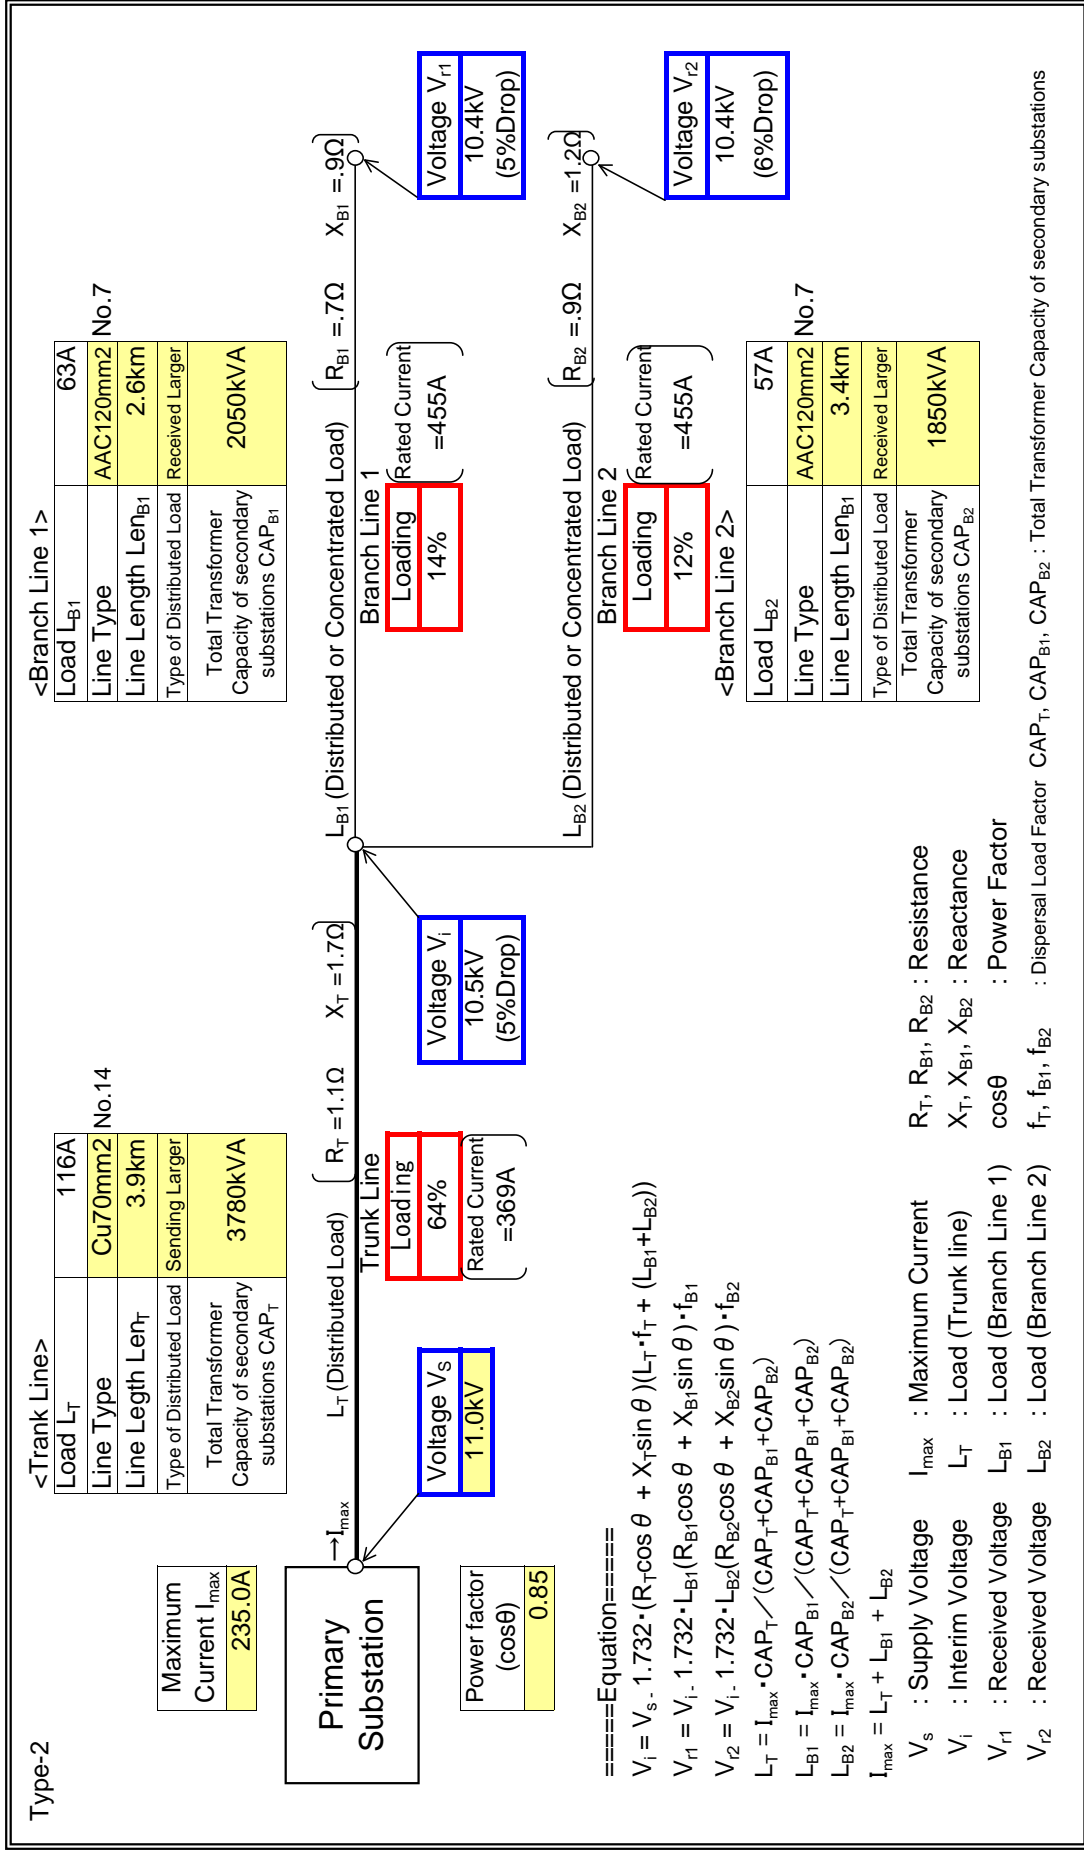 Type-2
Maximum
Current Imax
235.0A
<Trank Line>
Load LT 116A
Line Type Cu70mm2 No.14
Line Legth LenT 3.9km
Type of Distributed Load Sending Larger
Total Transformer
Capacity of secondary
substations CAPT
3780kVA
<Branch Line 1>
Load LB1 63A
Line Type AAC120mm2 No.7
Line Length LenB1 2.6km
Type of Distributed Load Received Larger
Total Transformer
Capacity of secondary
substations CAPB1
2050kVA
Primary
Substation
→Imax
LT (Distributed Load) RT =1.1Ω XT =1.7Ω
LB1 (Distributed or Concentrated Load) RB1 =.7Ω XB1 =.9Ω
Trunk Line
Loading
64%
Rated Current
=369A
Branch Line 1
Loading
14%
Rated Current
=455A
Voltage VS
11.0kV
Voltage Vi
10.5kV
(5%Drop)
Voltage Vr1
10.4kV
(5%Drop)
Power factor
(cosθ)
0.85
LB2 (Distributed or Concentrated Load) RB2 =.9Ω XB2 =1.2Ω
Branch Line 2
Loading
12%
Rated Current
=455A
Voltage Vr2
10.4kV
(6%Drop)
<Branch Line 2>
Load LB2 57A
Line Type AAC120mm2 No.7
Line Length LenB1 3.4km
Type of Distributed Load Received Larger
Total Transformer
Capacity of secondary
substations CAPB2
1850kVA
=====Equation=====
Vi = Vs - 1.732・(RTcos θ + XTsin θ)(LT・fT + (LB1+LB2))
Vr1 = Vi - 1.732・LB1(RB1cos θ + XB1sin θ)・fB1
Vr2 = Vi - 1.732・LB2(RB2cos θ + XB2sin θ)・fB2
LT = Imax・CAPT／(CAPT+CAPB1+CAPB2)
LB1 = Imax・CAPB1／(CAPT+CAPB1+CAPB2)
LB2 = Imax・CAPB2／(CAPT+CAPB1+CAPB2)
Imax = LT + LB1 + LB2
Vs : Supply Voltage Imax : Maximum Current RT, RB1, RB2 : Resistance
Vi : Interim Voltage LT : Load (Trunk line) XT, XB1, XB2 : Reactance
Vr1 : Received Voltage LB1 : Load (Branch Line 1) cosθ : Power Factor
Vr2 : Received Voltage LB2 : Load (Branch Line 2) fT, fB1, fB2 : Dispersal Load Factor CAPT, CAPB1, CAPB2 : Total Transformer Capacity of secondary substations